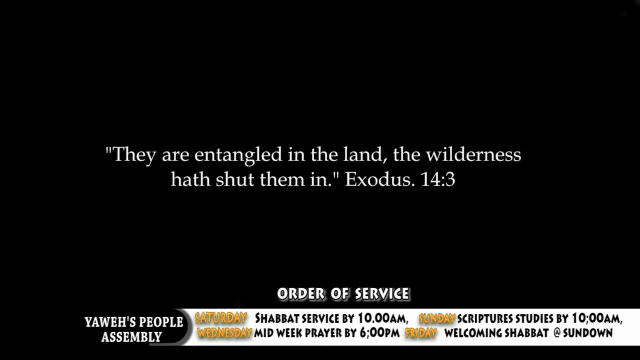 "They are entangled in the land, the wilderness
hath shut them in." Exodus. 14:3
ORDER OF SERVICE
YAWEH'S PEOPLE
ASSEMBLY
SATURDAY SHABBAT SERVICE BY 10.00AM, SUNDAY SCRIPTURES STUDIES BY 10;00AM,
WEDNESDAY MID WEEK PRAYER BY 6;00PM FRIDAY WELCOMING SHABBAT @ SUNDOWN